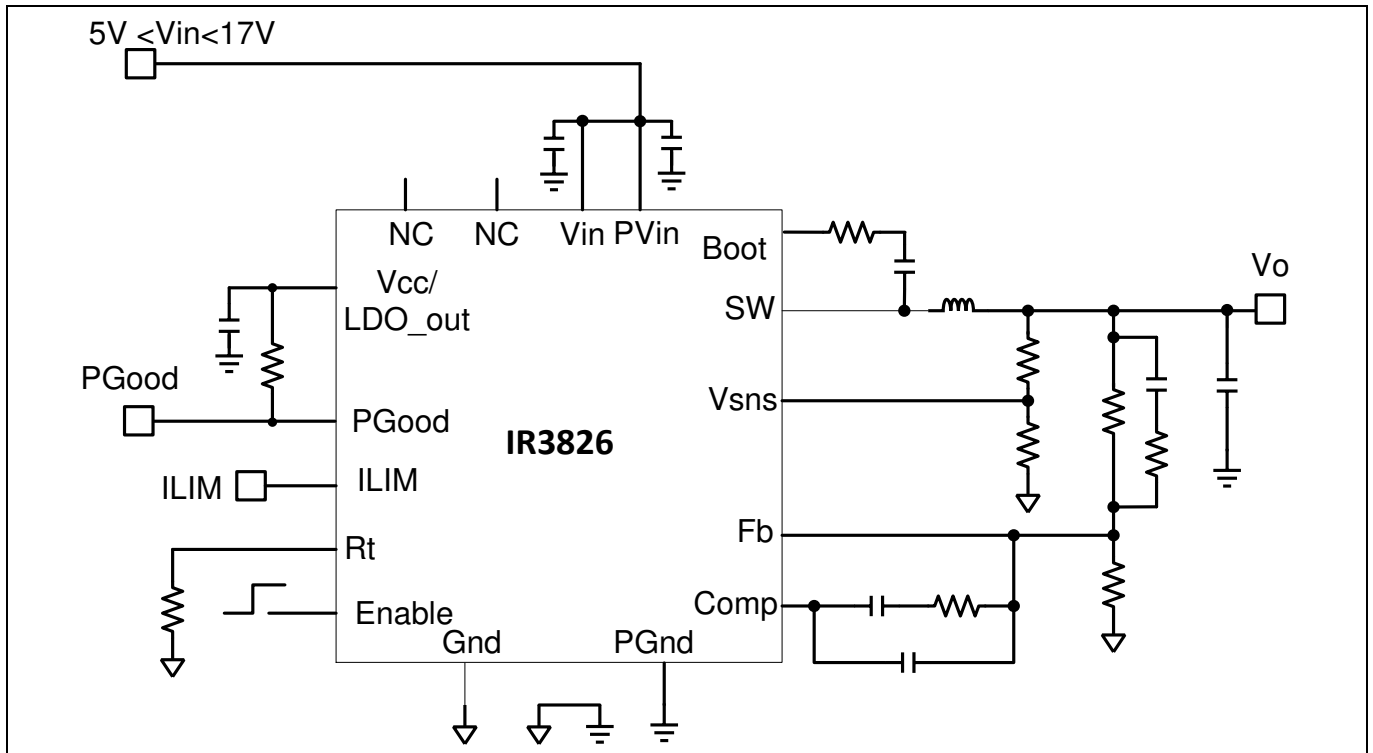 5V <Vin<17V
NC
NC
Vin
PVin
Boot
Vcc/
LDO_out
SW
Vo
PGood
PGood
Vsns
IR3826
ILIM
ILIM
Rt
Fb
Enable
Comp
Gnd
PGnd